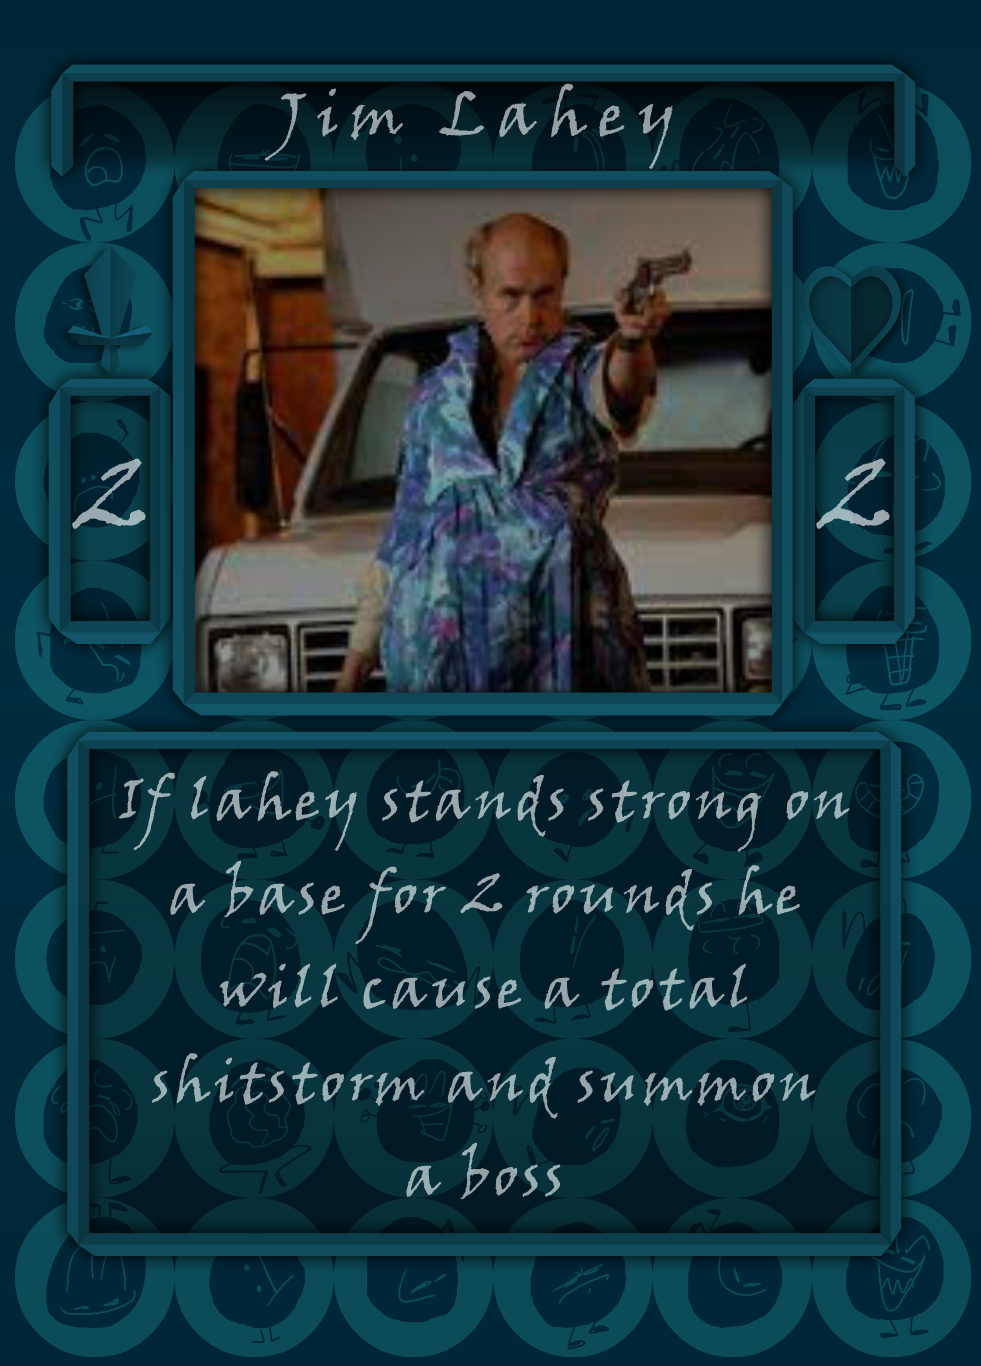 Jim Lahey
2
2
If lahey stands strong on
a base for 2 rounds he
will cause a total
shitstorm and summon
a boss